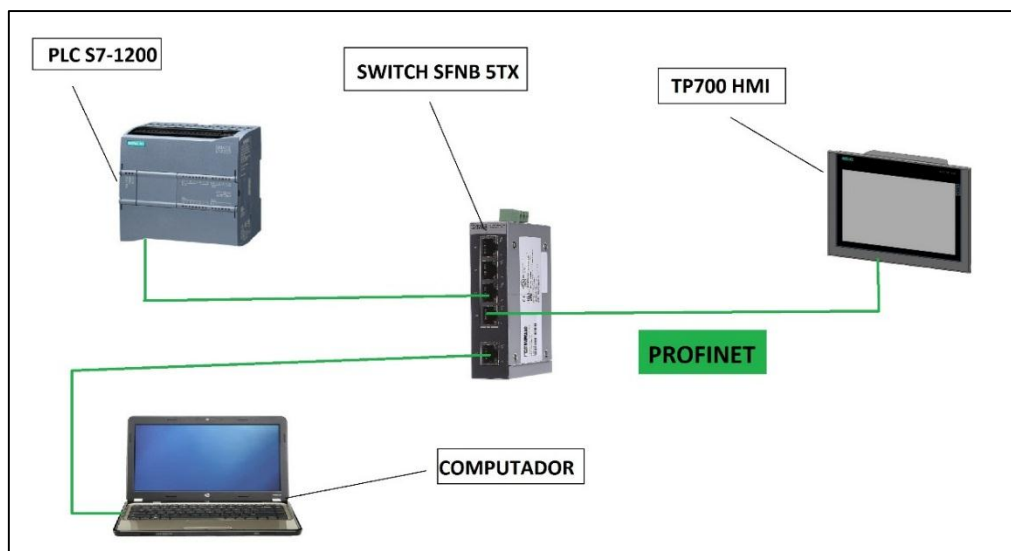 PLC S7-1200
SWITCH SFNB 5TX
TP700 HMI
PROFINET
COMPUTADOR